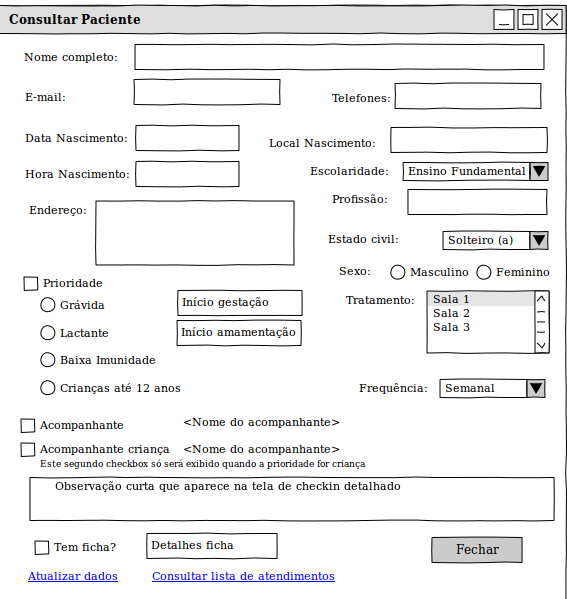 Consultar Paciente
Nome completo:
E-mail:
Telefones:
Data Nascimento:
Local Nascimento:
Hora Nascimento:
Escolaridade:
Ensino Fundamental
Profissão:
Endereço:
Estado civil:
Solteiro (a)
Sexo:
Masculino
Feminino
Prioridade
Grávida
Início gestação
Tratamento:
Sala 1
Sala 2
Sala 3
Lactante
Início amamentação
Baixa Imunidade
Crianças até 12 anos
Frequência:
Semanal
Acompanhante
<Nome do acompanhante>
Acompanhante criança
<Nome do acompanhante>
Este segundo checkbox só será exibido quando a prioridade for criança
Observação curta que aparece na tela de checkin detalhado
Tem ficha?
Detalhes ficha
Fechar
Atualizar dados
Consultar lista de atendimentos